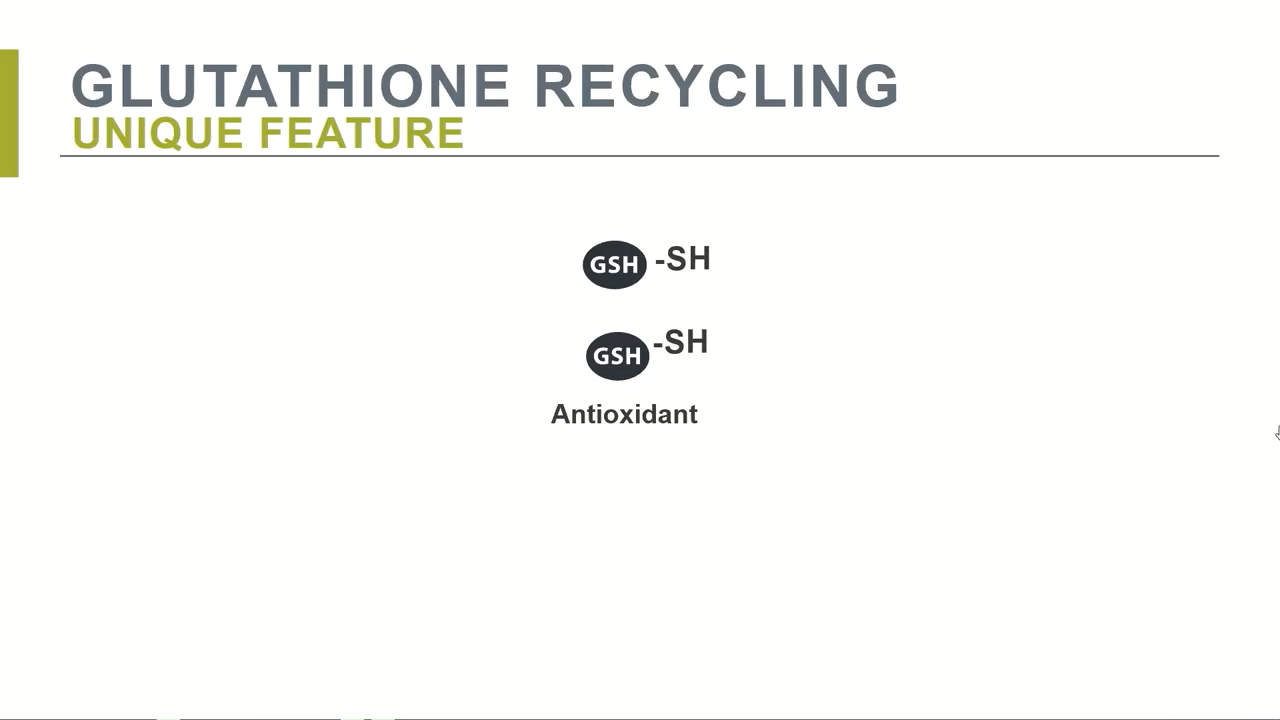 GLUTATHIONE RECYCLING
UNIQUE FEATURE
GSH -SH
GSH -SH
Antioxidant